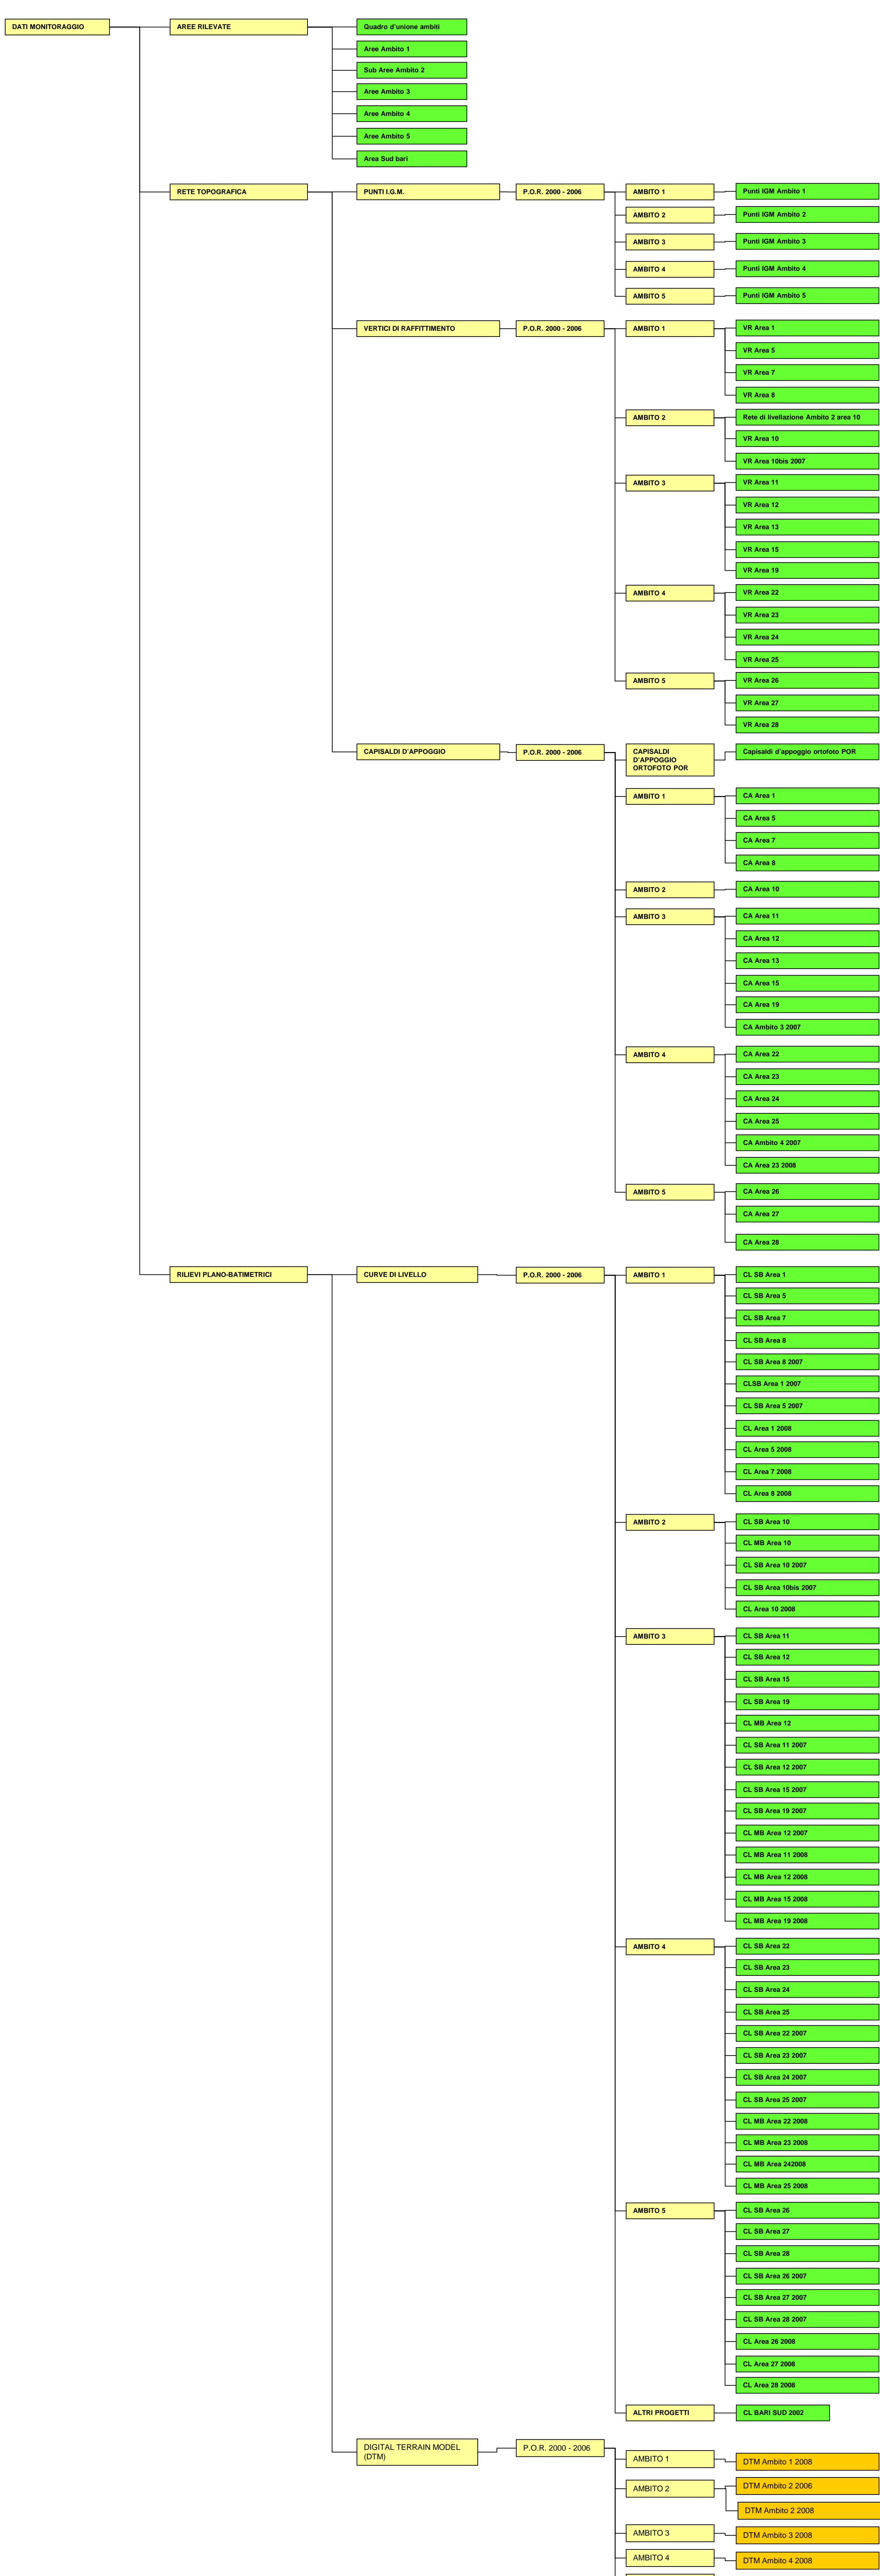 DATI MONITORAGGIO
AREE RILEVATE
Quadro d'unione ambiti
Aree Ambito 1
Sub Aree Ambito 2
Aree Ambito 3
Aree Ambito 4
Aree Ambito 5
Area Sud bari
RETE TOPOGRAFICA
PUNTI I.G.M.
P.O.R. 2000 - 2006
AMBITO 1
Punti IGM Ambito 1
AMBITO 2
Punti IGM Ambito 2
AMBITO 3
Punti IGM Ambito 3
AMBITO 4
Punti IGM Ambito 4
AMBITO 5
Punti IGM Ambito 5
VERTICI DI RAFFITTIMENTO
P.O.R. 2000 - 2006
AMBITO 1
VR Area 1
VR Area 5
VR Area 7
VR Area 8
AMBITO 2
Rete di livellazione Ambito 2 area 10
VR Area 10
VR Area 10bis 2007
AMBITO 3
VR Area 11
VR Area 12
VR Area 13
VR Area 15
VR Area 19
AMBITO 4
VR Area 22
VR Area 23
VR Area 24
VR Area 25
AMBITO 5
VR Area 26
VR Area 27
VR Area 28
CAPISALDI D'APPOGGIO
P.O.R. 2000 - 2006
CAPISALDI
D'APPOGGIO
ORTOFOTO POR
Capisaldi d'appoggio ortofoto POR
AMBITO 1
CA Area 1
CA Area 5
CA Area 7
CA Area 8
AMBITO 2
CA Area 10
AMBITO 3
CA Area 11
CA Area 12
CA Area 13
CA Area 15
CA Area 19
CA Ambito 3 2007
AMBITO 4
CA Area 22
CA Area 23
CA Area 24
CA Area 25
CA Ambito 4 2007
CA Area 23 2008
AMBITO 5
CA Area 26
CA Area 27
CA Area 28
RILIEVI PLANO-BATIMETRICI
CURVE DI LIVELLO
P.O.R. 2000 - 2006
AMBITO 1
CL SB Area 1
CL SB Area 5
CL SB Area 7
CL SB Area 8
CL SB Area 8 2007
CLSB Area 1 2007
CL SB Area 5 2007
CL Area 1 2008
CL Area 5 2008
CL Area 7 2008
CL Area 8 2008
AMBITO 2
CL SB Area 10
CL MB Area 10
CL SB Area 10 2007
CL SB Area 10bis 2007
CL Area 10 2008
AMBITO 3
CL SB Area 11
CL SB Area 12
CL SB Area 15
CL SB Area 19
CL MB Area 12
CL SB Area 11 2007
CL SB Area 12 2007
CL SB Area 15 2007
CL SB Area 19 2007
CL MB Area 12 2007
CL MB Area 11 2008
CL MB Area 12 2008
CL MB Area 15 2008
CL MB Area 19 2008
AMBITO 4
CL SB Area 22
CL SB Area 23
CL SB Area 24
CL SB Area 25
CL SB Area 22 2007
CL SB Area 23 2007
CL SB Area 24 2007
CL SB Area 25 2007
CL MB Area 22 2008
CL MB Area 23 2008
CL MB Area 242008
CL MB Area 25 2008
AMBITO 5
CL SB Area 26
CL SB Area 27
CL SB Area 28
CL SB Area 26 2007
CL SB Area 27 2007
CL SB Area 28 2007
CL Area 26 2008
CL Area 27 2008
CL Area 28 2008
ALTRI PROGETTI
CL BARI SUD 2002
DIGITAL TERRAIN MODEL
(DTM)
P.O.R. 2000 - 2006
AMBITO 1
DTM Ambito 1 2008
AMBITO 2
DTM Ambito 2 2006
DTM Ambito 2 2008
AMBITO 3
DTM Ambito 3 2008
AMBITO 4
DTM Ambito 4 2008